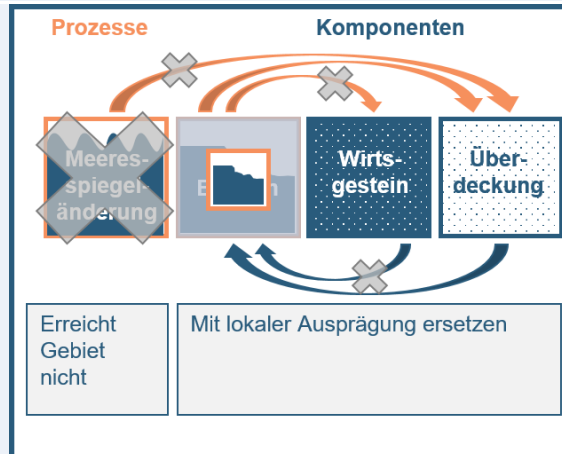 Prozesse
Komponenten
Meeres-
spiegel-
änderung
Wirts-
gestein
Über-
deckung
Erreicht
Gebiet
nicht
Mit lokaler Ausprägung ersetzen